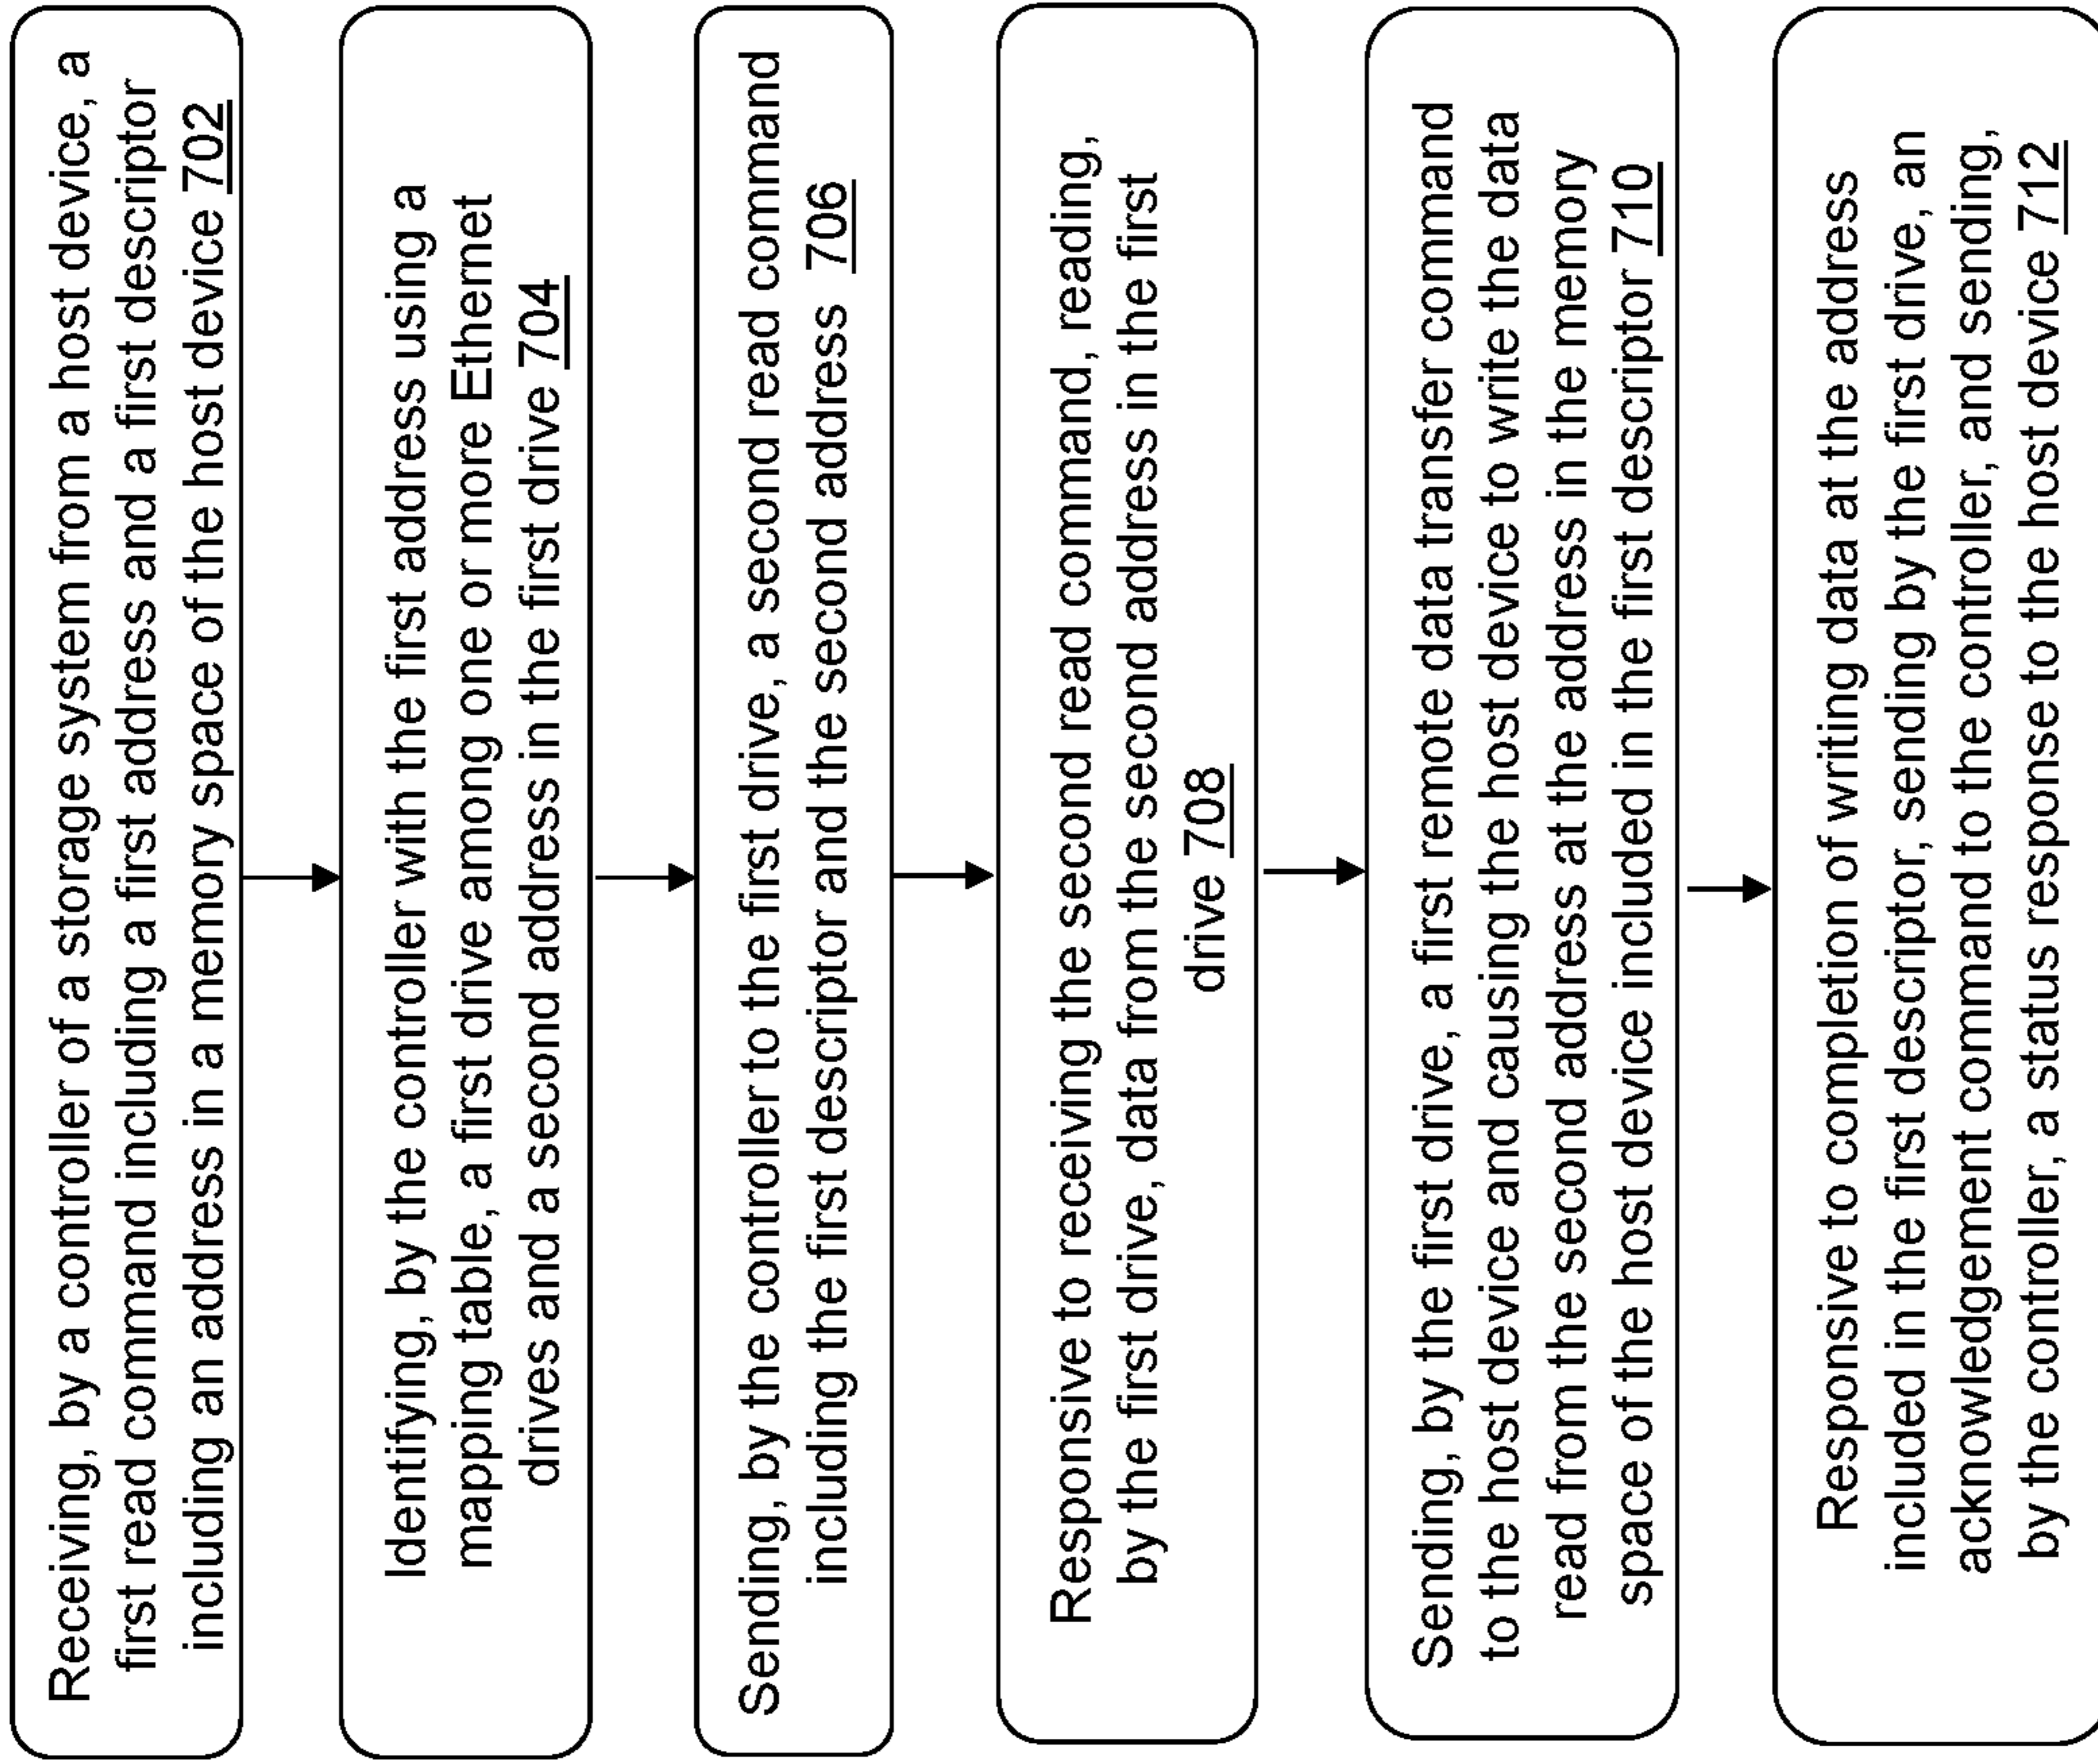 Receiving, by a controller of a storage system from a host device, a
first read command including a first address and a first descriptor
including an address in a memory space of the host device 702
Identifying, by the controller with the first address using a
mapping table, a first drive among one or more Ethernet
drives and a second address in the first drive 704
Sending, by the controller to the first drive, a second read command
including the first descriptor and the second address 706
Responsive to receiving the second read command, reading,
by the first drive, data from the second address in the first
drive 708
Sending, by the first drive, a first remote data transfer command
to the host device and causing the host device to write the data
read from the second address at the address in the memory
space of the host device included in the first descriptor 710
Responsive to completion of writing data at the address
included in the first descriptor, sending by the first drive, an
acknowledgement command to the controller, and sending,
by the controller, a status response to the host device 712